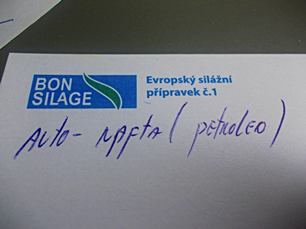 BON
SILAGE
Evropský silážní
přípravek č.1
AUTO- NAFTA ( PETROLEO )